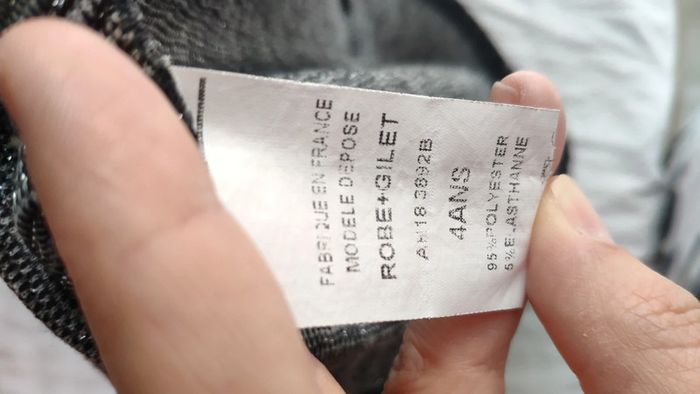 FABRIQUE EN FRANCE
MODELE DEPOSE
ROBE+GILET
AH18 3892B
4ANS
95%POLYESTER
5%ELASTHANNE